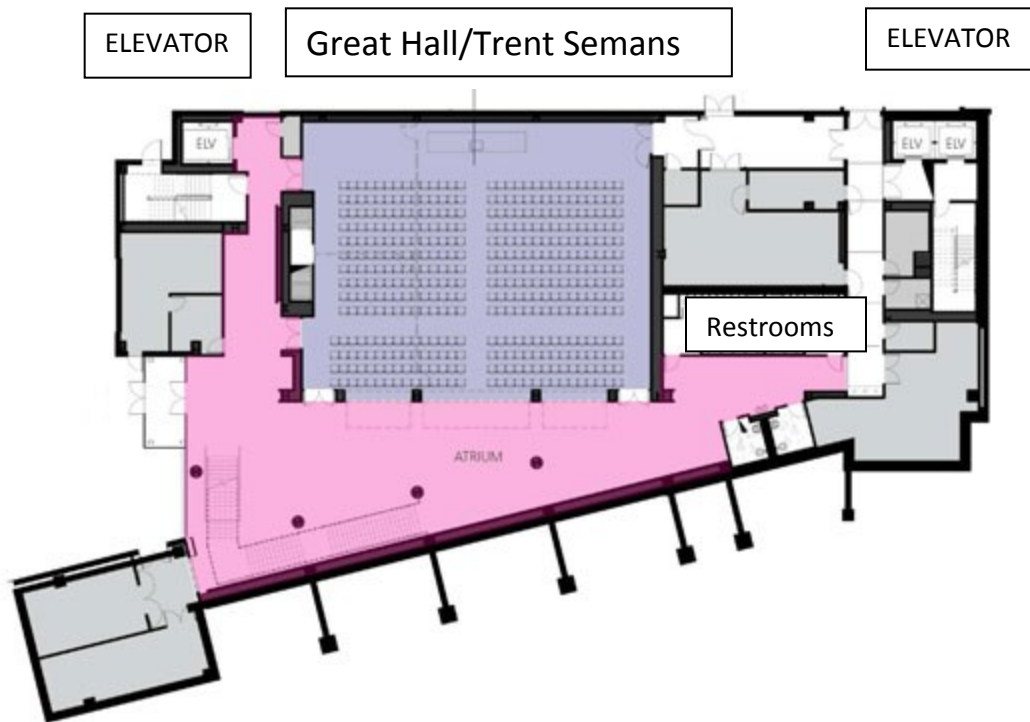 ELEVATOR
Great Hall/Trent Semans
ELEVATOR
ELV
ELV
ELV
Restrooms
ATRIUM